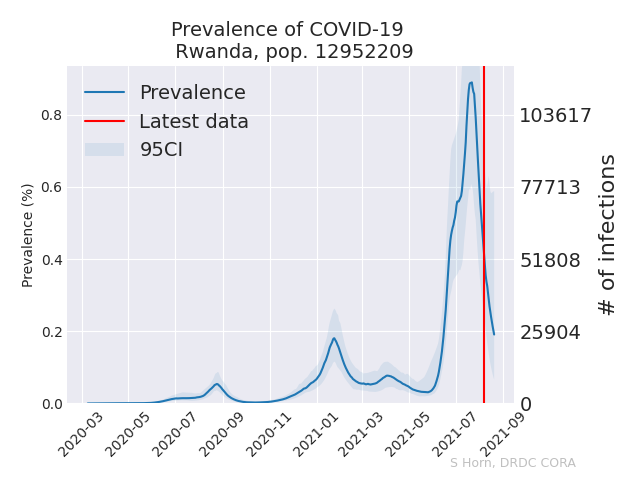 Prevalence of COVID-19
Rwanda, pop. 12952209
Prevalence
Latest data
95CI
Prevalence (%)
0.8
0.6
0.4
0.2
0.0
103617
77713
51808
25904
0
# of infections
2020-03
2020-05
2020-07
2020-09
2020-11
2021-01
2021-03
2021-05
2021-07
2021-09
S Horn, DRDC CORA